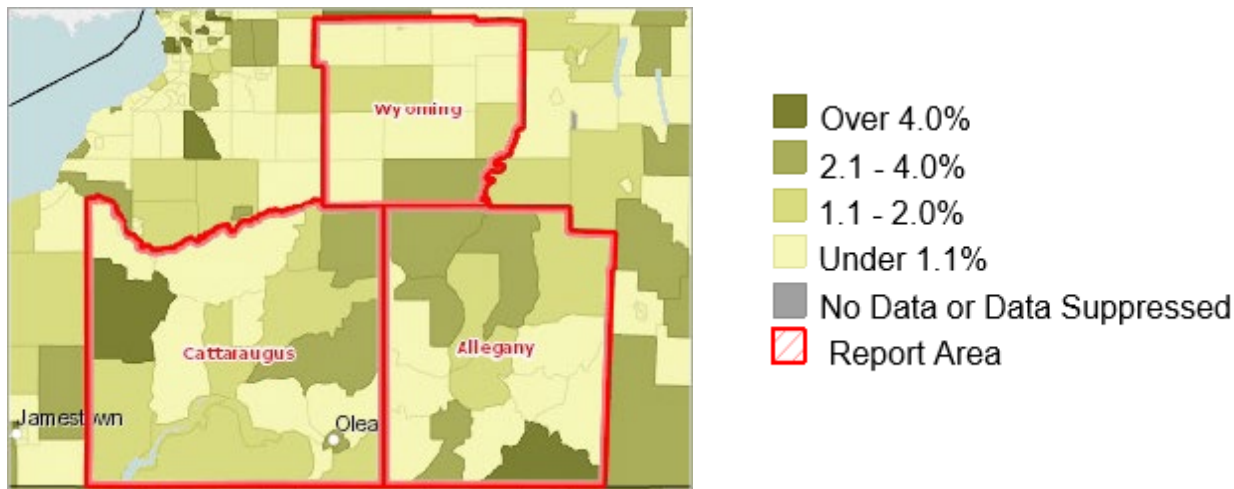 Wyoming
Cattaraugus
Allegany
Jamestown
Olea
Over 4.0%
2.1 - 4.0%
1.1 - 2.0%
Under 1.1%
No Data or Data Suppressed
Report Area